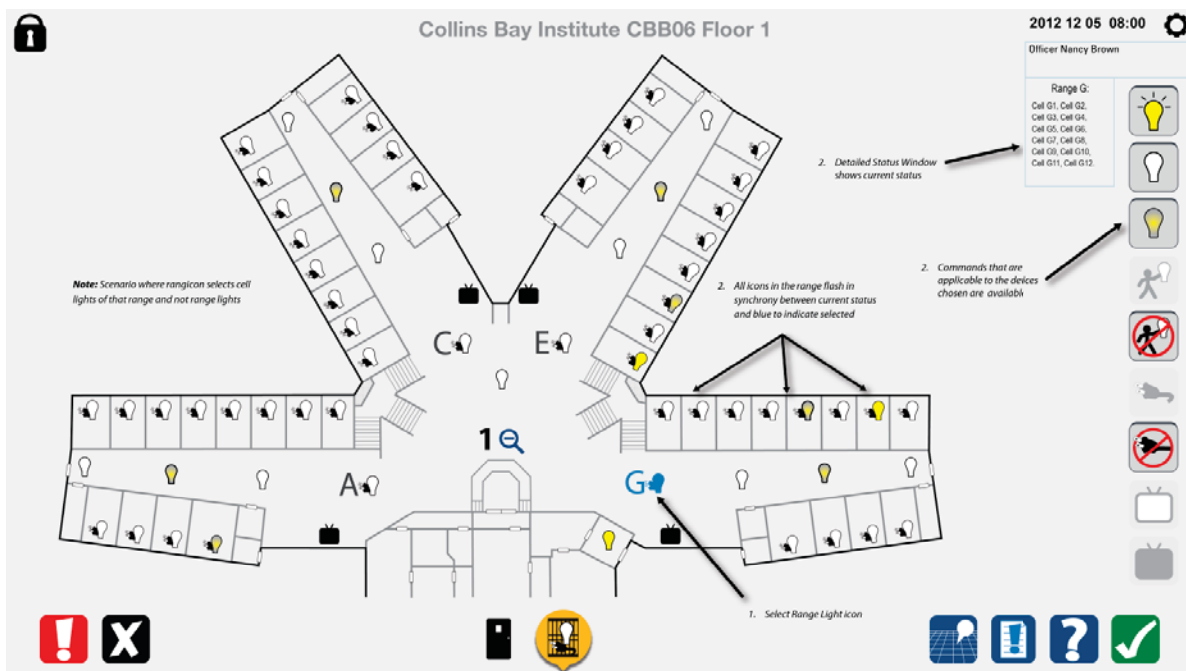 Collins Bay Institute CBB06 Floor 1
2012 12 05 08:00
Officer Nancy Brown
Range G:
Cell G1, Cell G2,
Cell G3, Cell G4,
Cell G5, Cell G6,
Cell G7, Cell G8,
Cell G9, Cell G10,
Cell G11, Cell G12.
2. Detailed Status Window
shows current status
2. Commands that are
applicable to the deices
chosen are available
Note: Scenario where rangicon selects cell
lights of that range and not range lights
2. All icons in the range flash in
synchrony between current status
and blue to indicate selected
C
E
1
A
G
1. Select Range Light icon